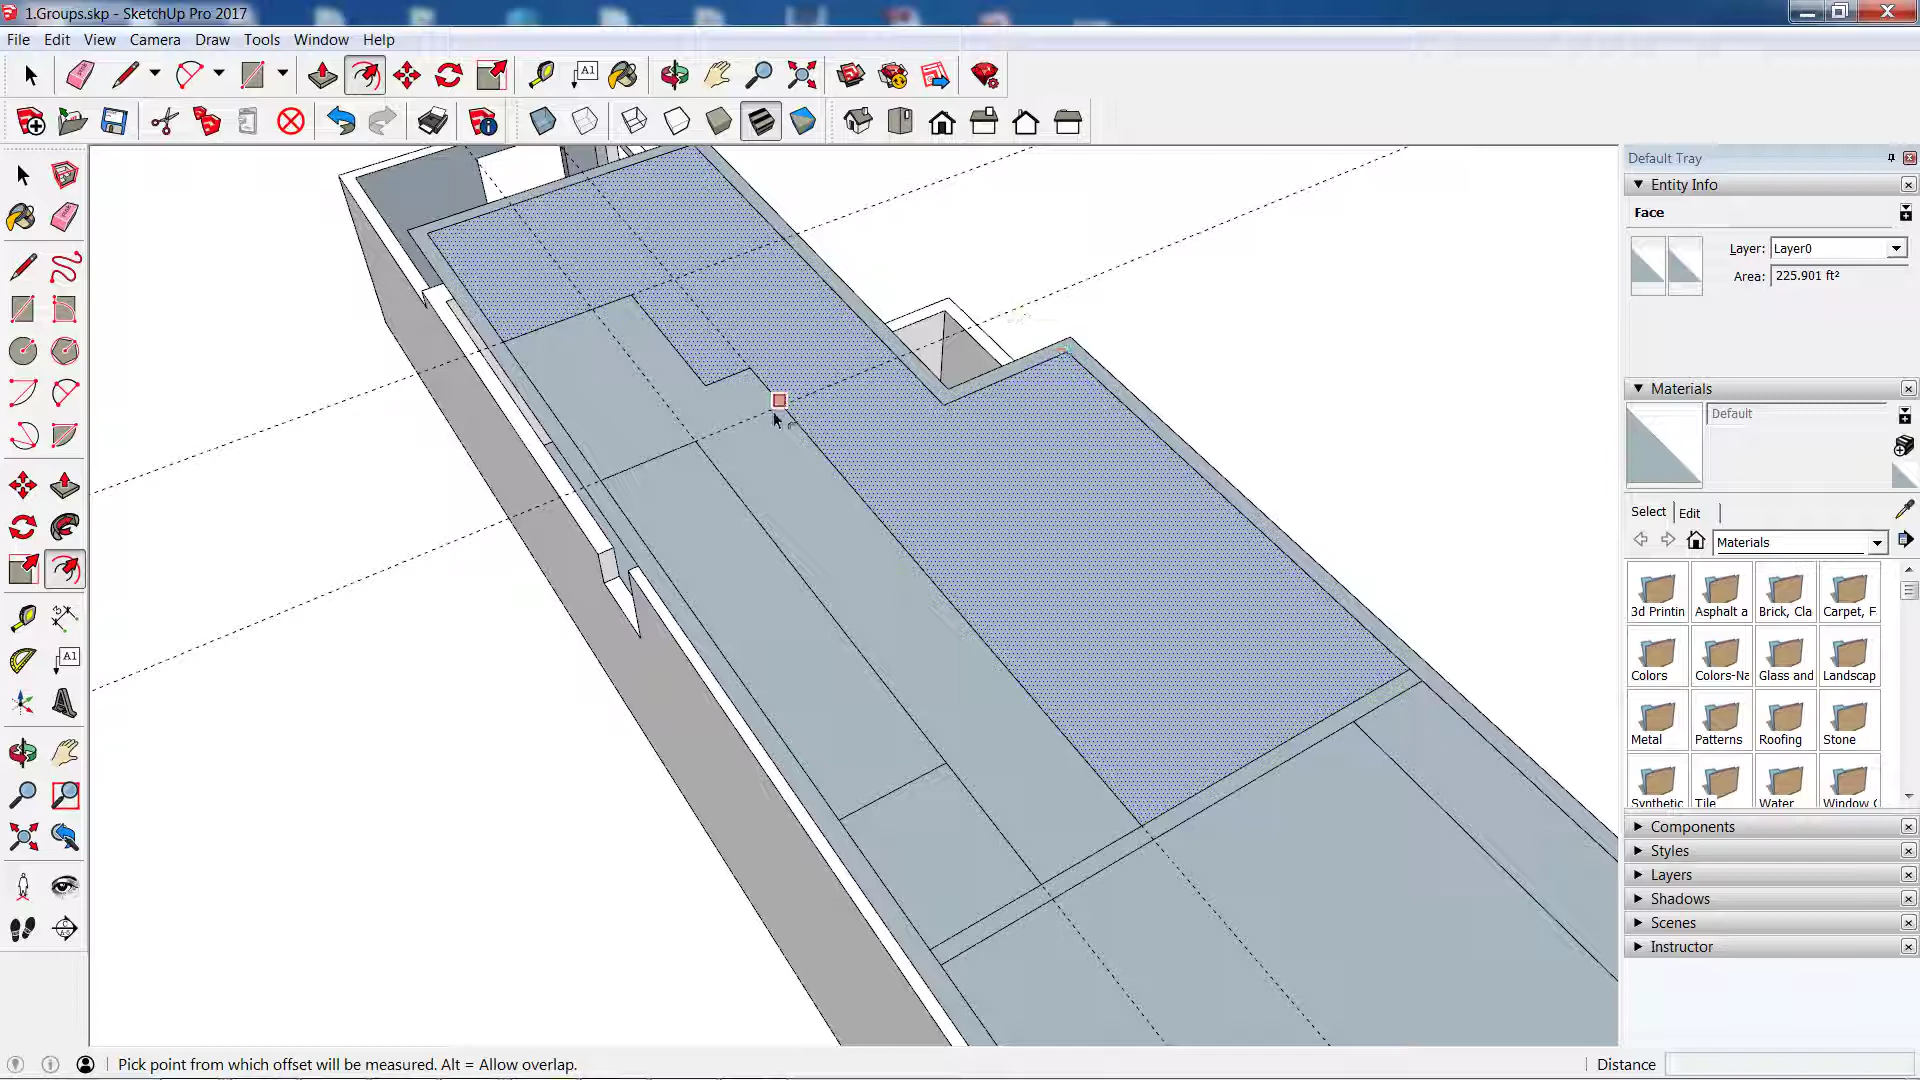 1.Groups.skp - SketchUp Pro 2017
File Edit View Camera Draw Tools Window Help
A1
Default Tray
Entity Info
Face
Layer: Layer0
Area: 225.901 ft²
Materials
Default
Select Edit
Materials
3d Printin Asphalt a Brick, Cla Carpet, F
Colors Colors-Na Glass and Landscap
Metal Patterns Roofing Stone
Synthetic Tile Water Window C
A1
Components
Styles
Layers
Shadows
Scenes
Instructor
Pick point from which offset will be measured. Alt = Allow overlap.
Distance